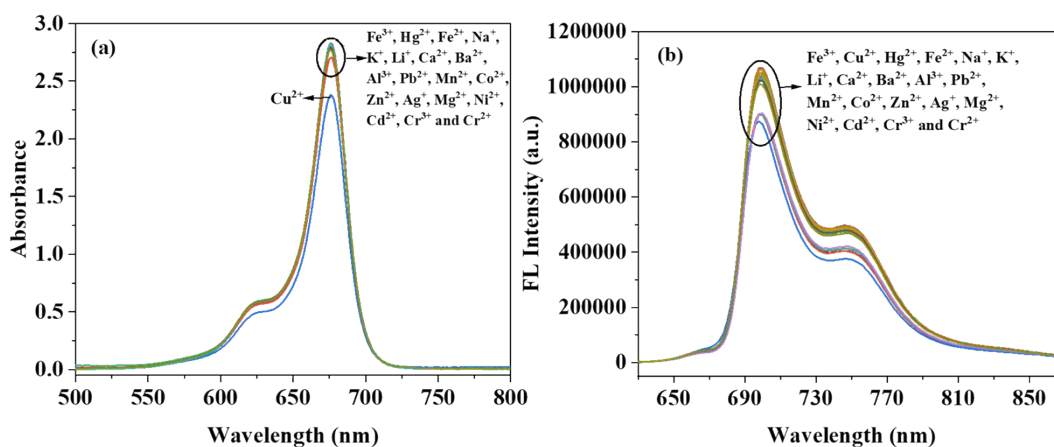 (a)
Fe³⁺, Hg²⁺, Fe²⁺, Na⁺,
K⁺, Li⁺, Ca²⁺, Ba²⁺,
Al³⁺, Pb²⁺, Mn²⁺, Co²⁺,
Zn²⁺, Ag⁺, Mg²⁺, Ni²⁺,
Cd²⁺, Cr³⁺ and Cr²⁺
Cu²⁺
3.0
2.5
2.0
1.5
1.0
0.5
0.0
Absorbance
500 550 600 650 700 750 800
Wavelength (nm)
(b)
Fe³⁺, Cu²⁺, Hg²⁺, Fe²⁺, Na⁺, K⁺,
Li⁺, Ca²⁺, Ba²⁺, Al³⁺, Pb²⁺,
Mn²⁺, Co²⁺, Zn²⁺, Ag⁺, Mg²⁺,
Ni²⁺, Cd²⁺, Cr³⁺ and Cr²⁺
1200000
1000000
800000
600000
400000
200000
0
FL Intensity (a.u.)
650 690 730 770 810 850
Wavelength (nm)